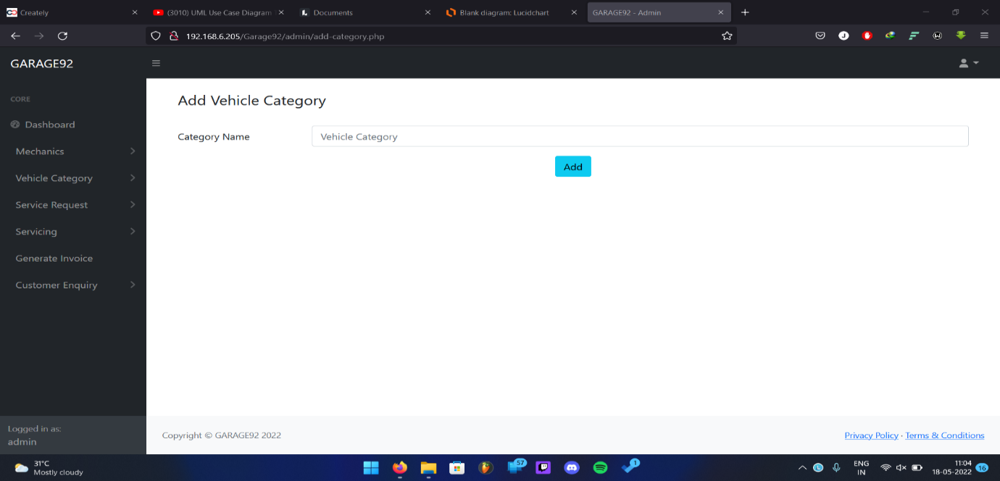 Creately
(3010) UML Use Case Diagram
Documents
Blank diagram: Lucidchart
GARAGE92 - Admin
192.168.6.205/Garage92/admin/add-category.php
GARAGE92
CORE
Dashboard
Mechanics
Vehicle Category
Service Request
Servicing
Generate Invoice
Customer Enquiry
Logged in as:
admin
Add Vehicle Category
Category Name
Vehicle Category
Add
Copyright © GARAGE92 2022
Privacy Policy · Terms & Conditions
31°C
Mostly cloudy
57
1
ENG
IN
11:04
18-05-2022
16